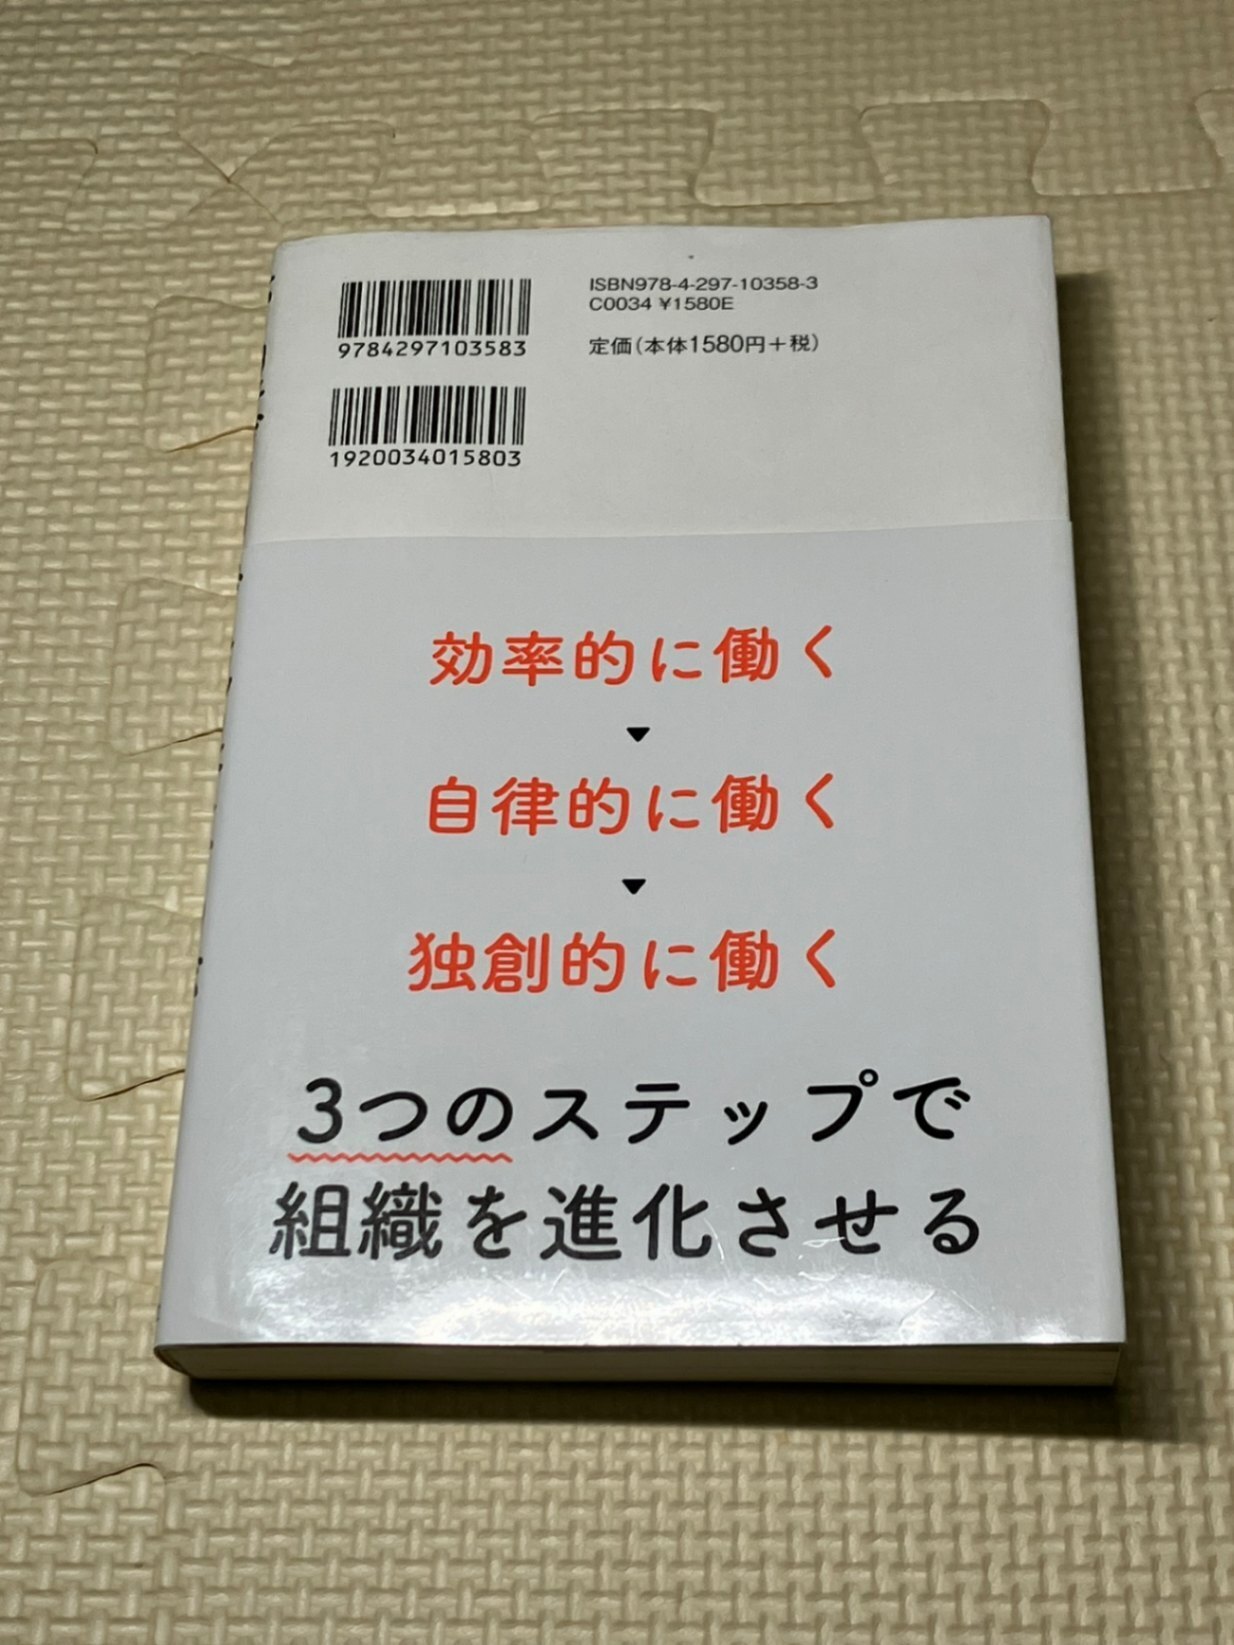 9784297103583
1920034015803
ISBN978-4-297-10358-3
C0034 ¥1580E
定価(本体1580円+税)
効率的に働く
▼
自律的に働く
▼
独創的に働く
3つのステップで
組織を進化させる